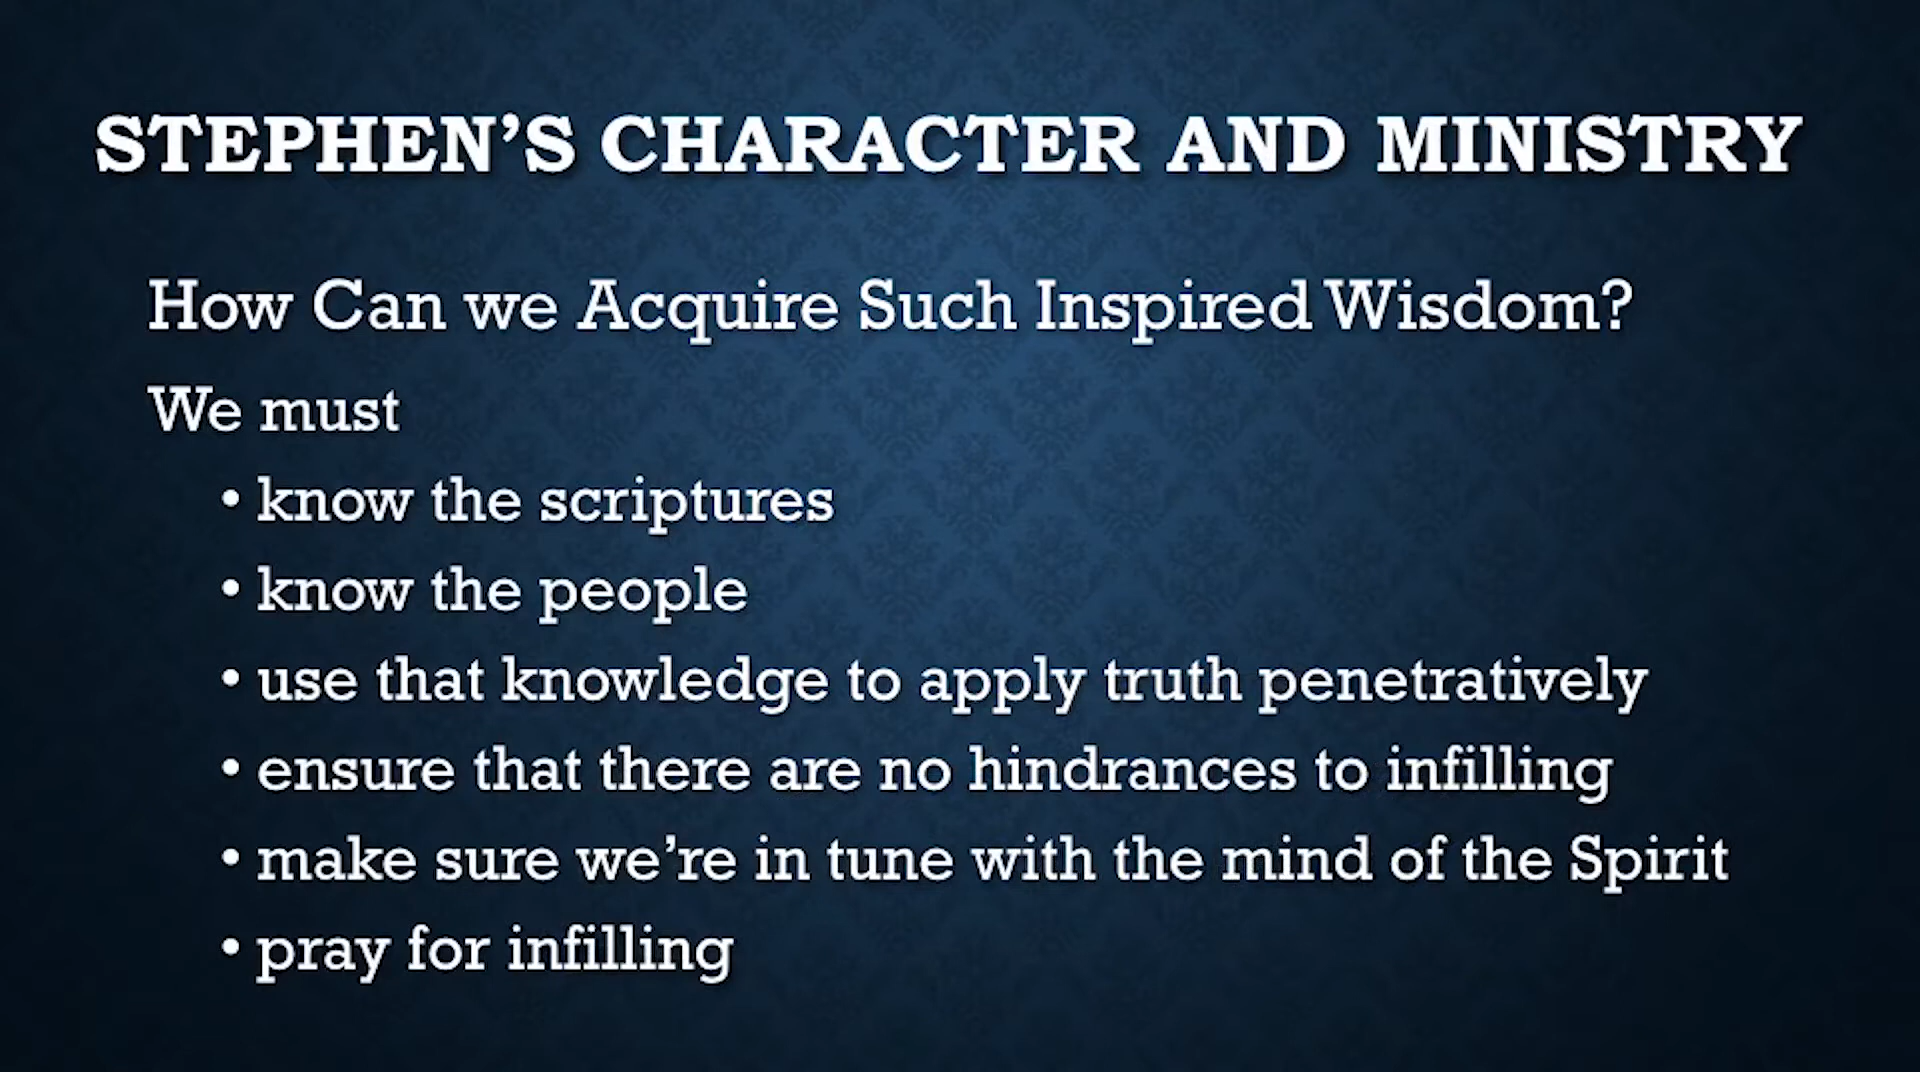 STEPHEN’S CHARACTER AND MINISTRY
How Can we Acquire Such Inspired Wisdom?
We must
• know the scriptures
• know the people
• use that knowledge to apply truth penetratively
• ensure that there are no hindrances to infilling
• make sure we’re in tune with the mind of the Spirit
• pray for infilling